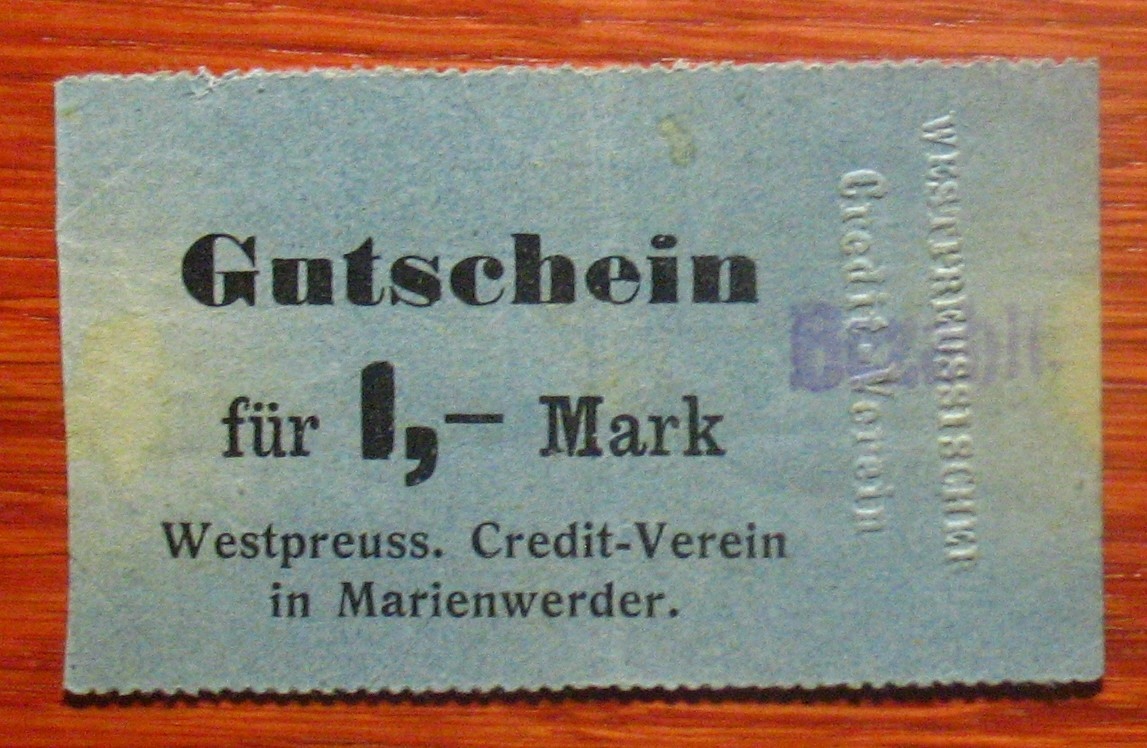 Gutschein
für 1,— Mark
Westpreuss. Credit-Verein
in Marienwerder.
WESTPREUSSISCHER
Credit-Verein